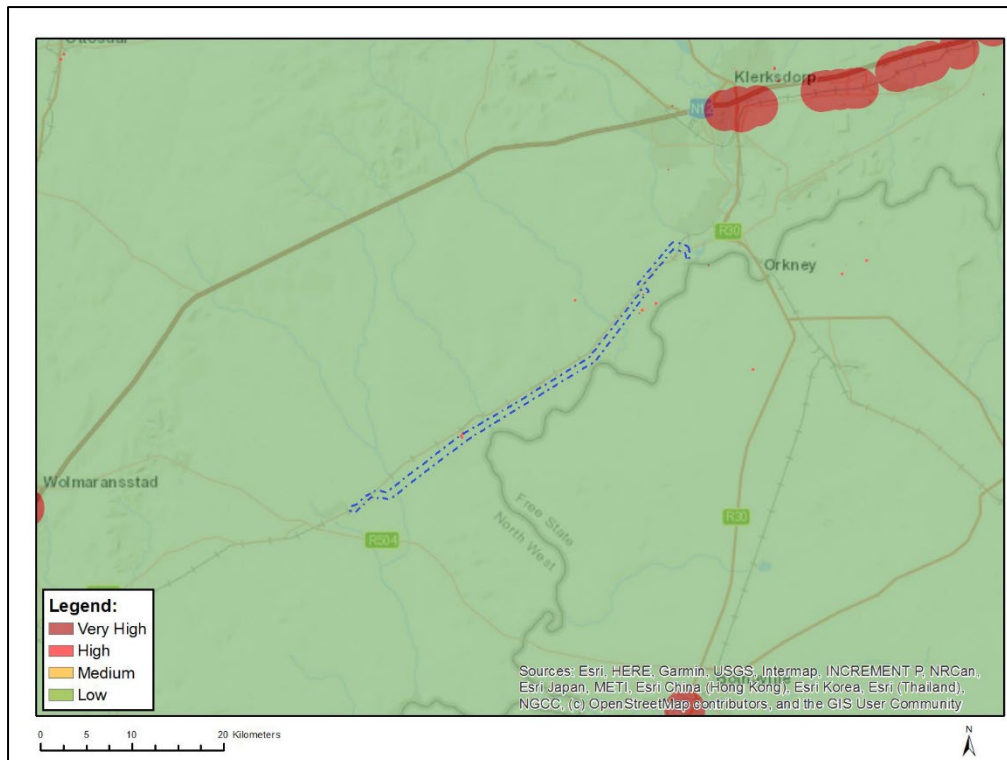 Ottosdal
Klerksdorp
N12
R30
Orkney
Wolmaransstad
Free State
North West
R504
R30
Legend:
Very High
High
Medium
Low
Bothaville
Sources: Esri, HERE, Garmin, USGS, Intermap, INCREMENT P, NRCan,
Esri Japan, METI, Esri China (Hong Kong), Esri Korea, Esri (Thailand),
NGCC, (c) OpenStreetMap contributors, and the GIS User Community
0 5 10 20 Kilometers
N